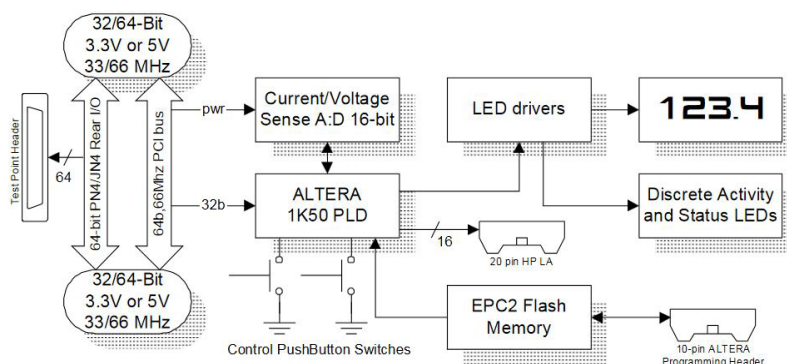 32/64-Bit
3.3V or 5V
33/66 MHz
Test Point Header
64
64-bit PN4/JN4 Rear I/O
64b,66Mhz PCI bus
pwr
32b
Current/Voltage
Sense A:D 16-bit
ALTERA
1K50 PLD
LED drivers
123.4
Discrete Activity
and Status LEDs
16
20 pin HP LA
EPC2 Flash
Memory
32/64-Bit
3.3V or 5V
33/66 MHz
Control PushButton Switches
10-pin ALTERA
Programming Header